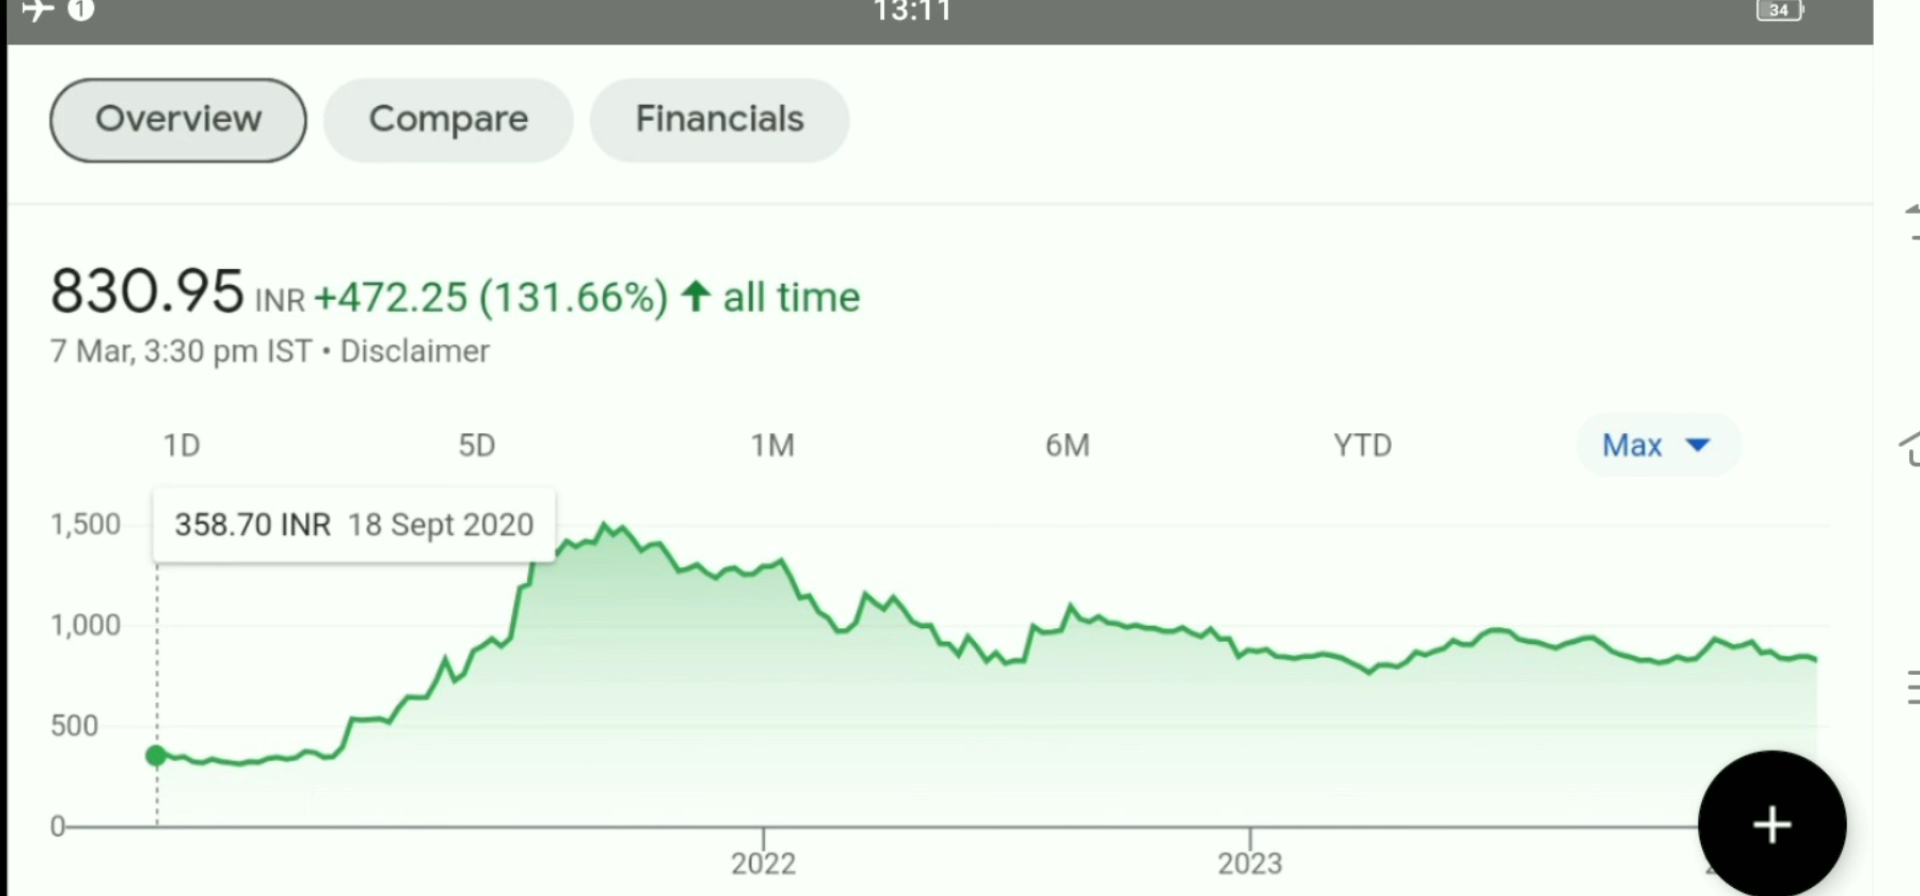 1 13:11 34
Overview Compare Financials
830.95 INR +472.25 (131.66%) ↑ all time
7 Mar, 3:30 pm IST • Disclaimer
1D 5D 1M 6M YTD Max
358.70 INR 18 Sept 2020
1,500
1,000
500
0
2022 2023
+